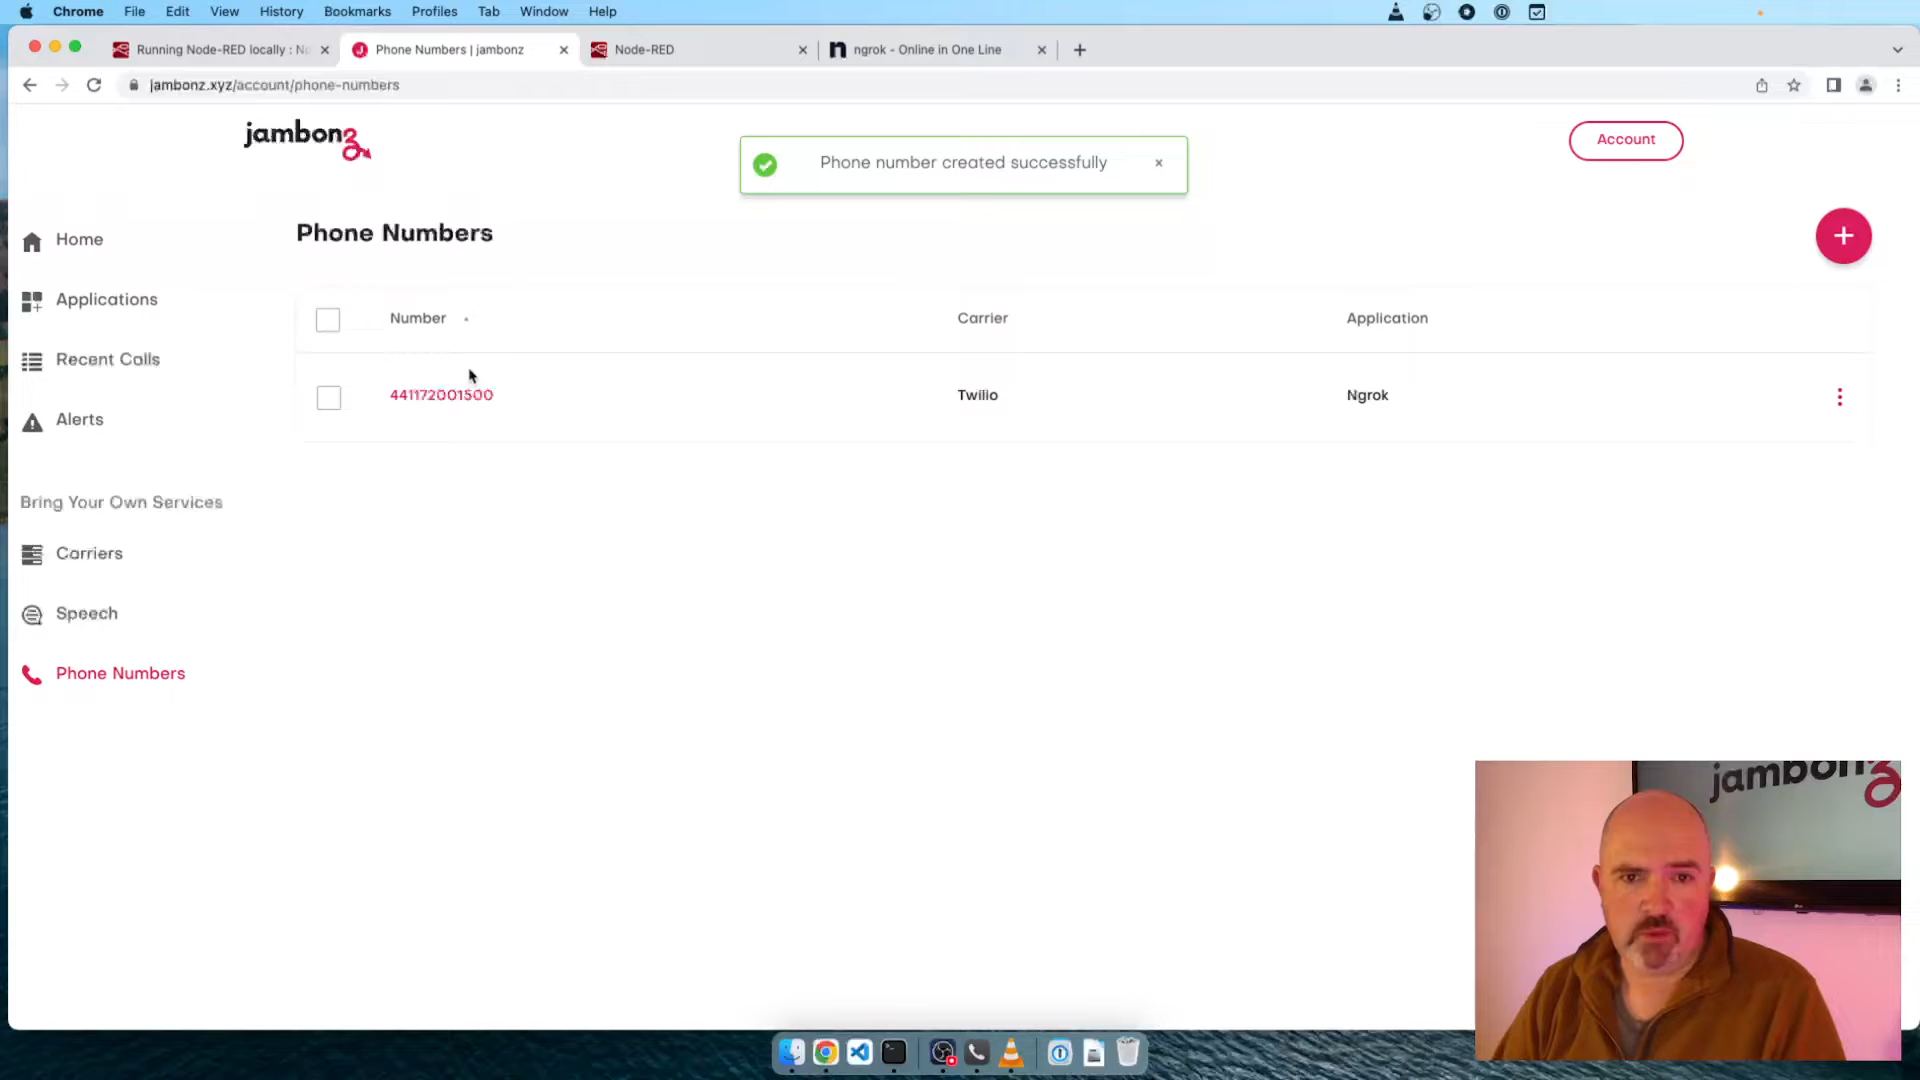 Chrome File Edit View History Bookmarks Profiles Tab Window Help
Running Node-RED locally : No
Phone Numbers | jambonz
Node-RED
ngrok - Online in One Line
jambonz.xyz/account/phone-numbers
jambonz
Phone number created successfully
Account
Phone Numbers
Home
Applications
Recent Calls
Alerts
Bring Your Own Services
Carriers
Speech
Phone Numbers
Number Carrier Application
441172001500 Twilio Ngrok
jambonz